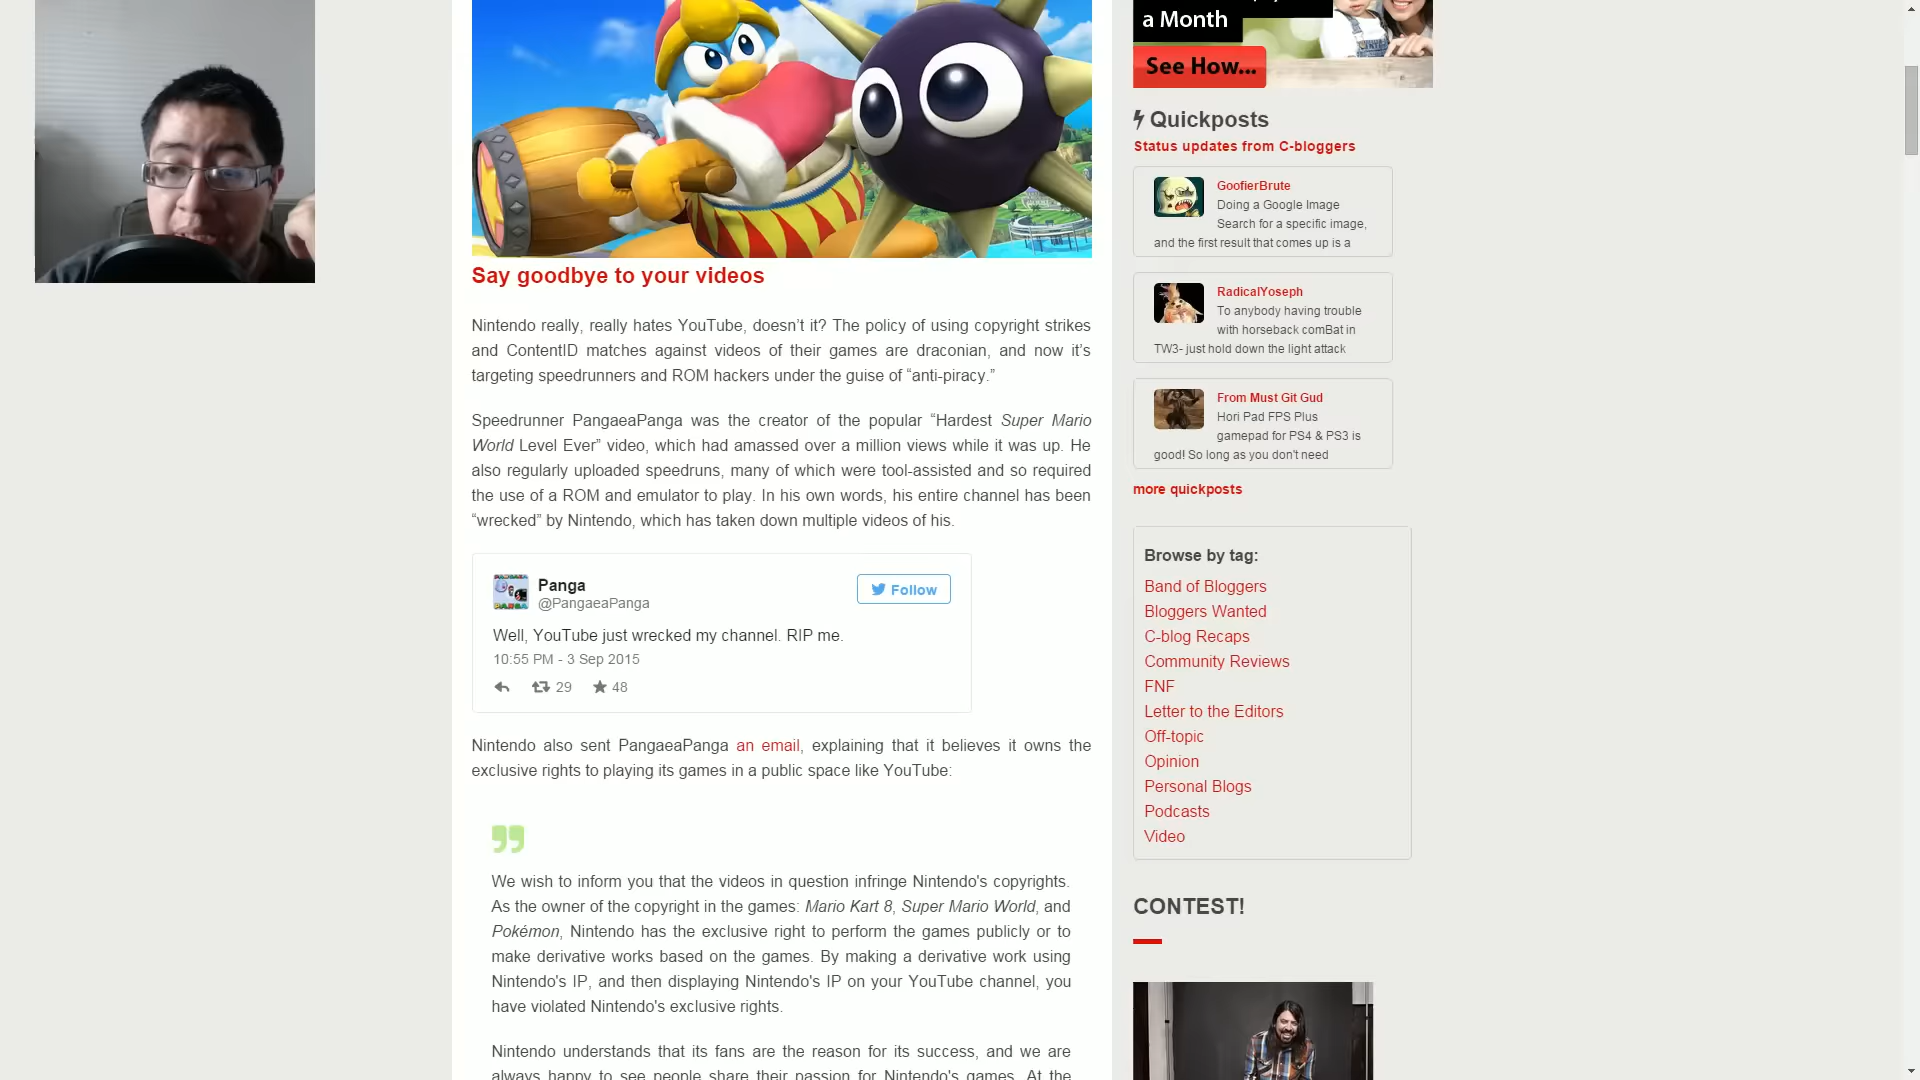 a Month
See How...
Say goodbye to your videos
Nintendo really, really hates YouTube, doesn’t it? The policy of using copyright strikes
and ContentID matches against videos of their games are draconian, and now it’s
targeting speedrunners and ROM hackers under the guise of “anti-piracy.”
Speedrunner PangaeaPanga was the creator of the popular “Hardest Super Mario
World Level Ever” video, which had amassed over a million views while it was up. He
also regularly uploaded speedruns, many of which were tool-assisted and so required
the use of a ROM and emulator to play. In his own words, his entire channel has been
“wrecked” by Nintendo, which has taken down multiple videos of his.
Panga
@PangaeaPanga
Follow
Well, YouTube just wrecked my channel. RIP me.
10:55 PM - 3 Sep 2015
29 48
Nintendo also sent PangaeaPanga an email, explaining that it believes it owns the
exclusive rights to playing its games in a public space like YouTube:
We wish to inform you that the videos in question infringe Nintendo's copyrights.
As the owner of the copyright in the games: Mario Kart 8, Super Mario World, and
Pokémon, Nintendo has the exclusive right to perform the games publicly or to
make derivative works based on the games. By making a derivative work using
Nintendo's IP, and then displaying Nintendo's IP on your YouTube channel, you
have violated Nintendo's exclusive rights.
Nintendo understands that its fans are the reason for its success, and we are
always happy to see people share their passion for Nintendo's games. At the
Quickposts
Status updates from C-bloggers
GoofierBrute
Doing a Google Image
Search for a specific image,
and the first result that comes up is a
RadicalYoseph
To anybody having trouble
with horseback comBat in
TW3- just hold down the light attack
From Must Git Gud
Hori Pad FPS Plus
gamepad for PS4 & PS3 is
good! So long as you don't need
more quickposts
Browse by tag:
Band of Bloggers
Bloggers Wanted
C-blog Recaps
Community Reviews
FNF
Letter to the Editors
Off-topic
Opinion
Personal Blogs
Podcasts
Video
CONTEST!